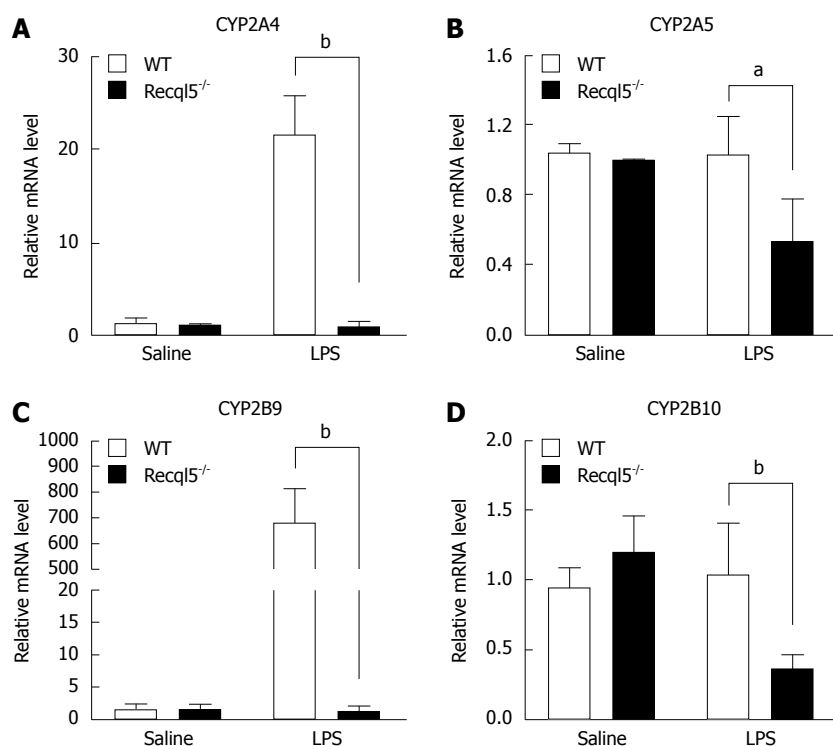 A
CYP2A4
Relative mRNA level
30
20
10
0
WT
Recql5-/-
b
Saline
LPS
B
CYP2A5
Relative mRNA level
1.6
1.2
0.8
0.4
0.0
WT
Recql5-/-
a
Saline
LPS
C
CYP2B9
Relative mRNA level
1000
900
800
700
600
500
20
15
10
5
0
WT
Recql5-/-
b
Saline
LPS
D
CYP2B10
Relative mRNA level
2.0
1.5
1.0
0.5
0.0
WT
Recql5-/-
b
Saline
LPS